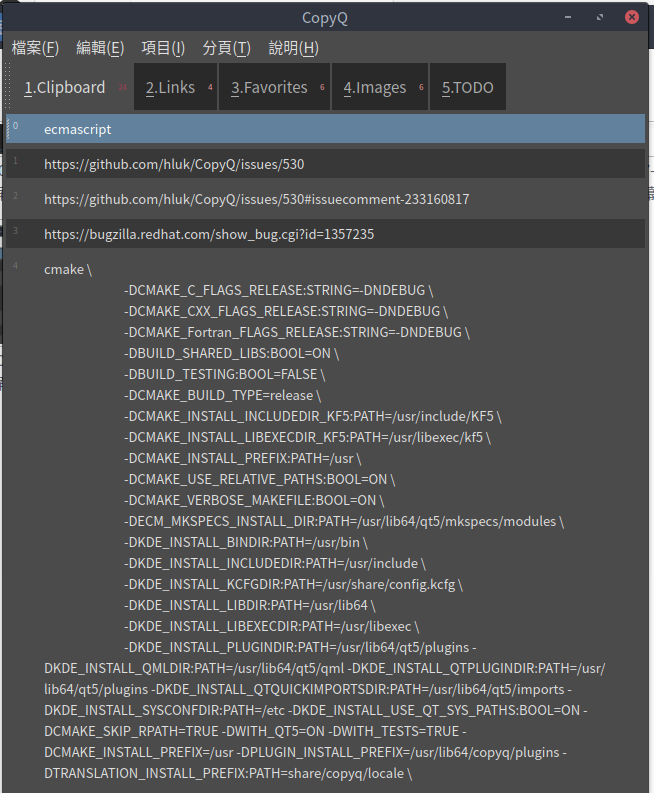 CopyQ
檔案(F) 編輯(E) 項目(I) 分頁(T) 說明(H)
1.Clipboard 2.Links 4 3.Favorites 6 4.Images 6 5.TODO
0 ecmascript
1 https://github.com/hluk/CopyQ/issues/530
2 https://github.com/hluk/CopyQ/issues/530#issuecomment-233160817
3 https://bugzilla.redhat.com/show_bug.cgi?id=1357235
4 cmake \
-DCMAKE_C_FLAGS_RELEASE:STRING=-DNDEBUG \
-DCMAKE_CXX_FLAGS_RELEASE:STRING=-DNDEBUG \
-DCMAKE_Fortran_FLAGS_RELEASE:STRING=-DNDEBUG \
-DBUILD_SHARED_LIBS:BOOL=ON \
-DBUILD_TESTING:BOOL=FALSE \
-DCMAKE_BUILD_TYPE=release \
-DCMAKE_INSTALL_INCLUDEDIR_KF5:PATH=/usr/include/KF5 \
-DCMAKE_INSTALL_LIBEXECDIR_KF5:PATH=/usr/libexec/kf5 \
-DCMAKE_INSTALL_PREFIX:PATH=/usr \
-DCMAKE_USE_RELATIVE_PATHS:BOOL=ON \
-DCMAKE_VERBOSE_MAKEFILE:BOOL=ON \
-DECM_MKSPECS_INSTALL_DIR:PATH=/usr/lib64/qt5/mkspecs/modules \
-DKDE_INSTALL_BINDIR:PATH=/usr/bin \
-DKDE_INSTALL_INCLUDEDIR:PATH=/usr/include \
-DKDE_INSTALL_KCFGDIR:PATH=/usr/share/config.kcfg \
-DKDE_INSTALL_LIBDIR:PATH=/usr/lib64 \
-DKDE_INSTALL_LIBEXECDIR:PATH=/usr/libexec \
-DKDE_INSTALL_PLUGINDIR:PATH=/usr/lib64/qt5/plugins -
DKDE_INSTALL_QMLDIR:PATH=/usr/lib64/qt5/qml -DKDE_INSTALL_QTPLUGINDIR:PATH=/usr/
lib64/qt5/plugins -DKDE_INSTALL_QTQUICKIMPORTSDIR:PATH=/usr/lib64/qt5/imports -
DKDE_INSTALL_SYSCONFDIR:PATH=/etc -DKDE_INSTALL_USE_QT_SYS_PATHS:BOOL=ON -
DCMAKE_SKIP_RPATH=TRUE -DWITH_QT5=ON -DWITH_TESTS=TRUE -
DCMAKE_INSTALL_PREFIX=/usr -DPLUGIN_INSTALL_PREFIX=/usr/lib64/copyq/plugins -
DTRANSLATION_INSTALL_PREFIX:PATH=share/copyq/locale \